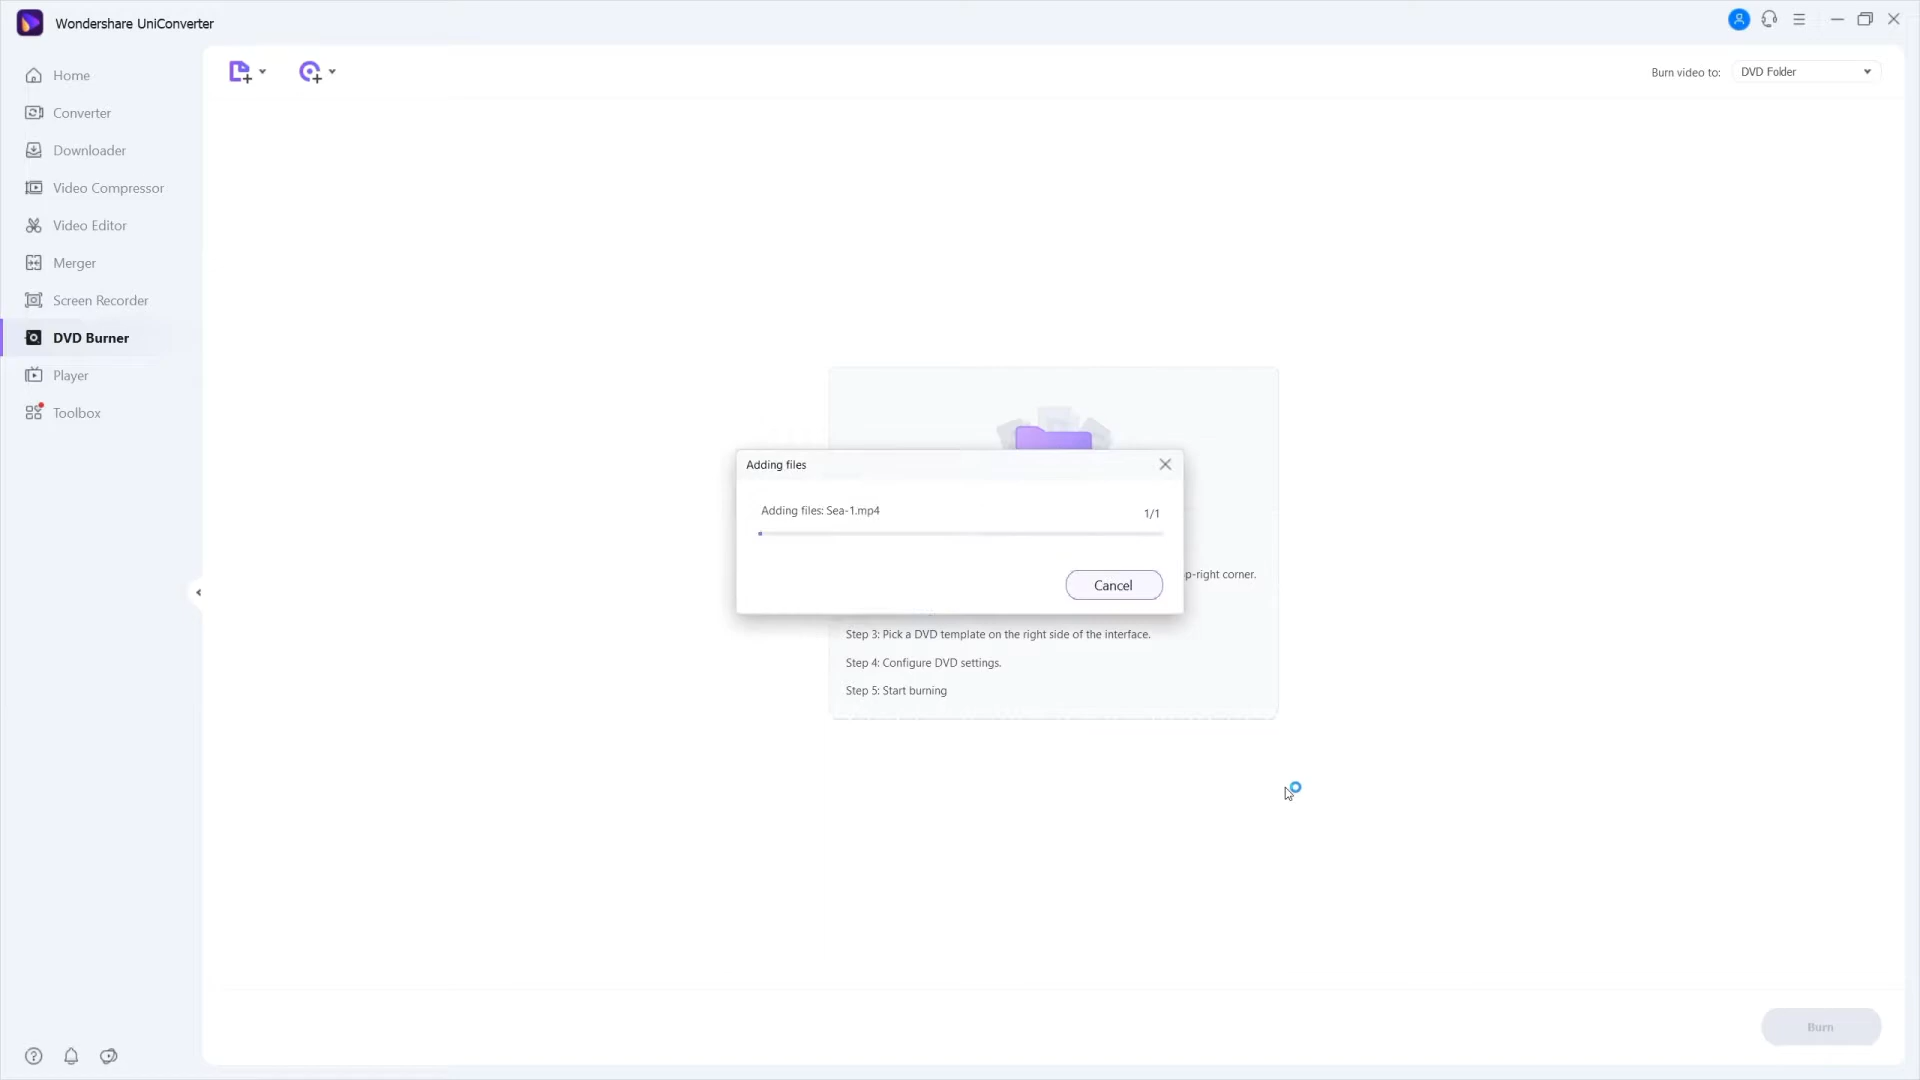 Wondershare UniConverter
Home
Converter
Downloader
Video Compressor
Video Editor
Merger
Screen Recorder
DVD Burner
Player
Toolbox
Burn video to:
DVD Folder
Adding files
Adding files: Sea-1.mp4
1/1
Cancel
p-right corner.
Step 3: Pick a DVD template on the right side of the interface.
Step 4: Configure DVD settings.
Step 5: Start burning
Burn